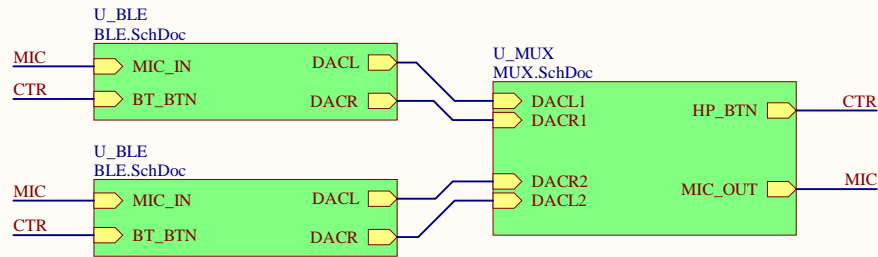 U_BLE
BLE.SchDoc
MIC
MIC_IN
DACL
CTR
BT_BTN
DACR
U_MUX
MUX.SchDoc
DACL1
DACR1
HP_BTN
CTR
DACR2
DACL2
MIC_OUT
MIC
U_BLE
BLE.SchDoc
MIC
MIC_IN
DACL
CTR
BT_BTN
DACR